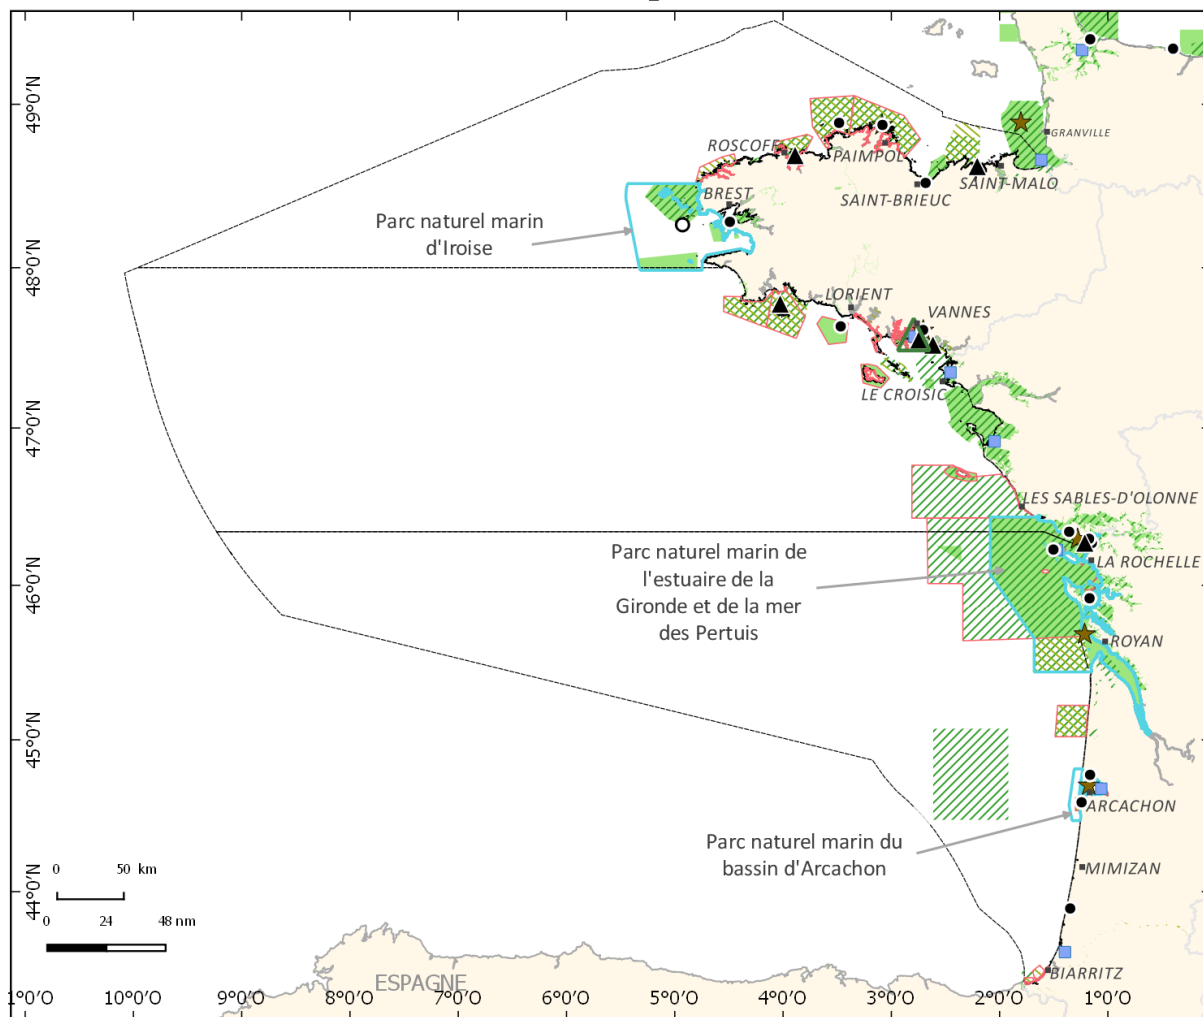 49°0'N
GRANVILLE
ROSCOFF
PAIMPOL
SAINT-MALO
BREST
SAINT-BRIEUC
Parc naturel marin
d'Iroise
48°0'N
LORIENT
VANNES
LE CROISIC
47°0'N
LES SABLES-D'OLONNE
Parc naturel marin de
l'estuaire de la
Gironde et de la mer
des Pertuis
LA ROCHELLE
46°0'N
ROYAN
45°0'N
ARCACHON
Parc naturel marin du
bassin d'Arcachon
MIMIZAN
0 50 km
44°0'N
0 24 48 nm
BIARRITZ
ESPAGNE
1°0'O 10°0'O 9°0'O 8°0'O 7°0'O 6°0'O 5°0'O 4°0'O 3°0'O 2°0'O 1°0'O